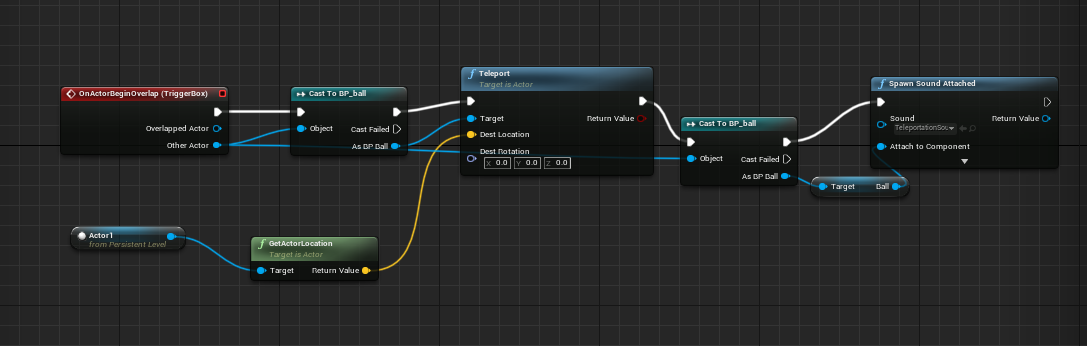 OnActorBeginOverlap (TriggerBox)
Overlapped Actor
Other Actor
Cast To BP_ball
Object
Cast Failed
As BP Ball
Teleport
Target is Actor
Target
Return Value
Dest Location
Dest Rotation
X 0.0 Y 0.0 Z 0.0
Cast To BP_ball
Object
Cast Failed
As BP Ball
Spawn Sound Attached
Sound
Return Value
TeleportationSou
Attach to Component
Target
Ball
Actor1
from Persistent Level
GetActorLocation
Target is Actor
Target
Return Value